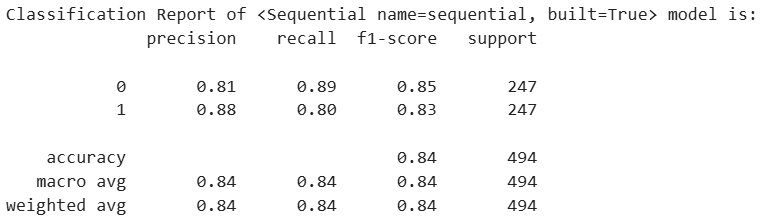 Classification Report of <Sequential name=sequential, built=True> model is:
precision recall f1-score support
0 0.81 0.89 0.85 247
1 0.88 0.80 0.83 247
accuracy 0.84 494
macro avg 0.84 0.84 0.84 494
weighted avg 0.84 0.84 0.84 494